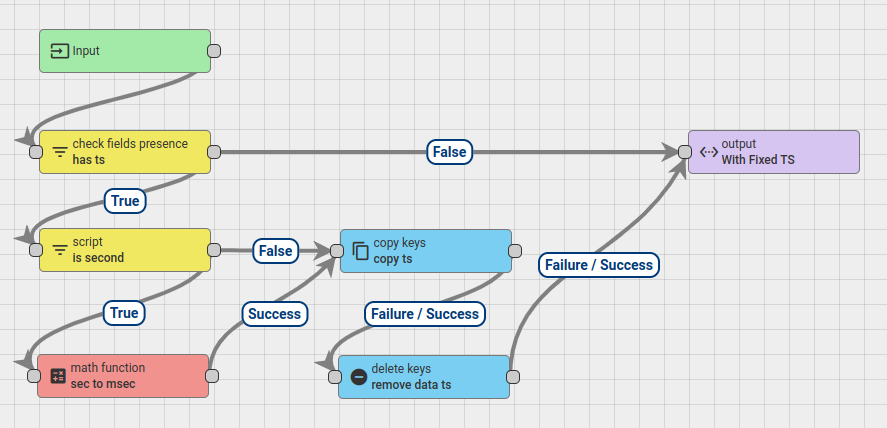 Input
check fields presence
has ts
False
output
With Fixed TS
True
script
is second
False
copy keys
copy ts
Failure / Success
True
Success
Failure / Success
math function
sec to msec
delete keys
remove data ts